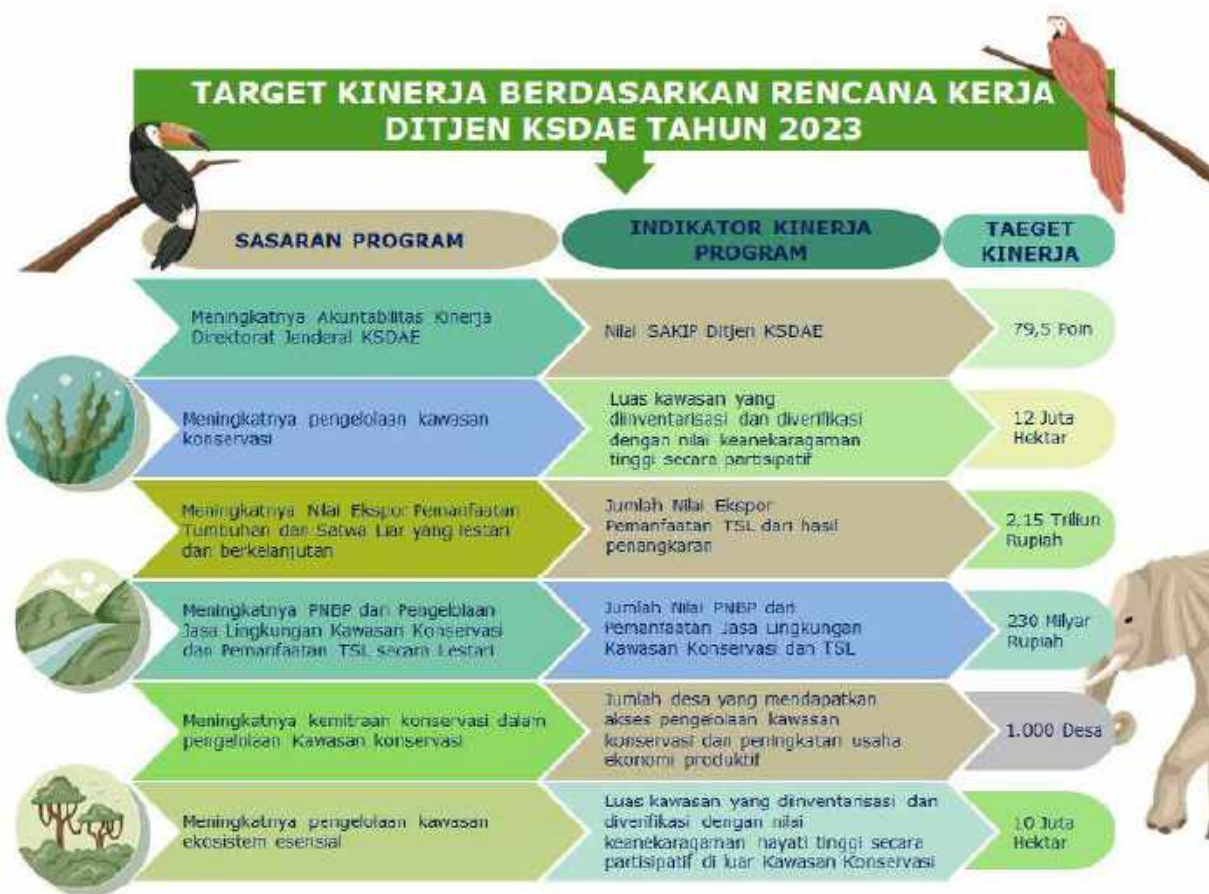 TARGET KINERJA BERDASARKAN RENCANA KERJA
DITJEN KSDAE TAHUN 2023
SASARAN PROGRAM
INDIKATOR KINERJA
PROGRAM
TAEGET
KINERJA
Meningkatnya Akuntabilitas Kinerja
Direktorat Jenderal KSDAE
Nilai SAKIP Ditjen KSDAE
79,5 Poin
Meningkatnya pengelolaan kawasan
konservasi
Luas kawasan yang
diinventarisasi dan diverifikasi
dengan nilai keanekaragaman
tinggi secara partisipatif
12 Juta
Hektar
Meningkatnya Nilai Ekspor Pemanfaatan
Tumbuhan dan Satwa Liar yang lestari
dan berkelanjutan
Jumlah Nilai Ekspor
Pemanfaatan TSL dari hasil
penangkaran
2,15 Triliun
Rupiah
Meningkatnya PNBP dari Pengelolaan
Jasa Lingkungan Kawasan Konservasi
dan Pemanfaatan TSL secara Lestari
Jumlah Nilai PNBP dari
Pemanfaatan Jasa Lingkungan
Kawasan Konservasi dan TSL
230 Milyar
Rupiah
Meningkatnya kemitraan konservasi dalam
pengelolaan Kawasan konservasi
Jumlah desa yang mendapatkan
akses pengelolaan kawasan
konservasi dan peningkatan usaha
ekonomi produktif
1.000 Desa
Meningkatnya pengelolaan kawasan
ekosistem esensial
Luas kawasan yang diinventarisasi dan
diverifikasi dengan nilai
keanekaragaman hayati tinggi secara
partisipatif di luar Kawasan Konservasi
10 Juta
Hektar